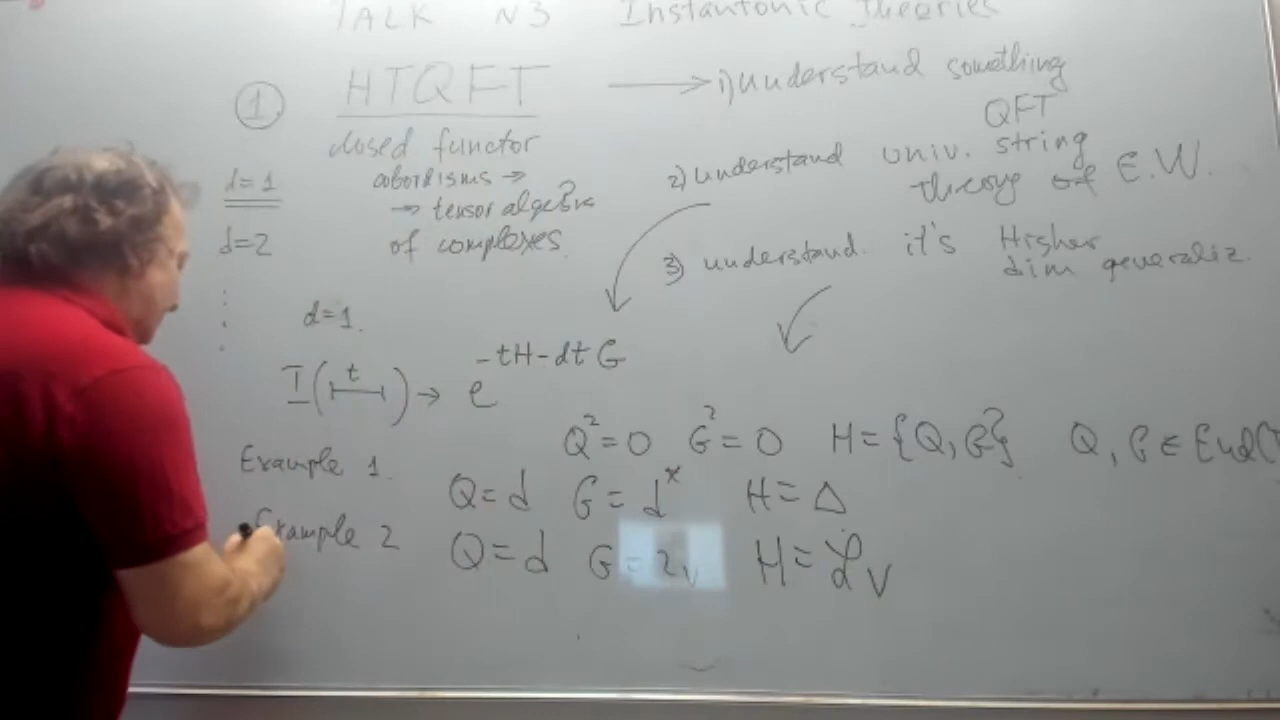 TALK N3 Instantonic Theories
① HTQFT → 1) understand something QFT
closed functor
d=1 cobordisms →
→ tensor algebra
d=2 of complexes.
2) understand univ. string theory of E.W.
3) understand. it's Higher dim generaliz.
d=1.
I(t) → e^{-tH-dtG}
Q²=0 G²=0 H={Q,G} Q,G∈End(
Example 1. Q=d G=d* H=Δ
Example 2 Q=d G=ιᵥ H=ℒᵥ